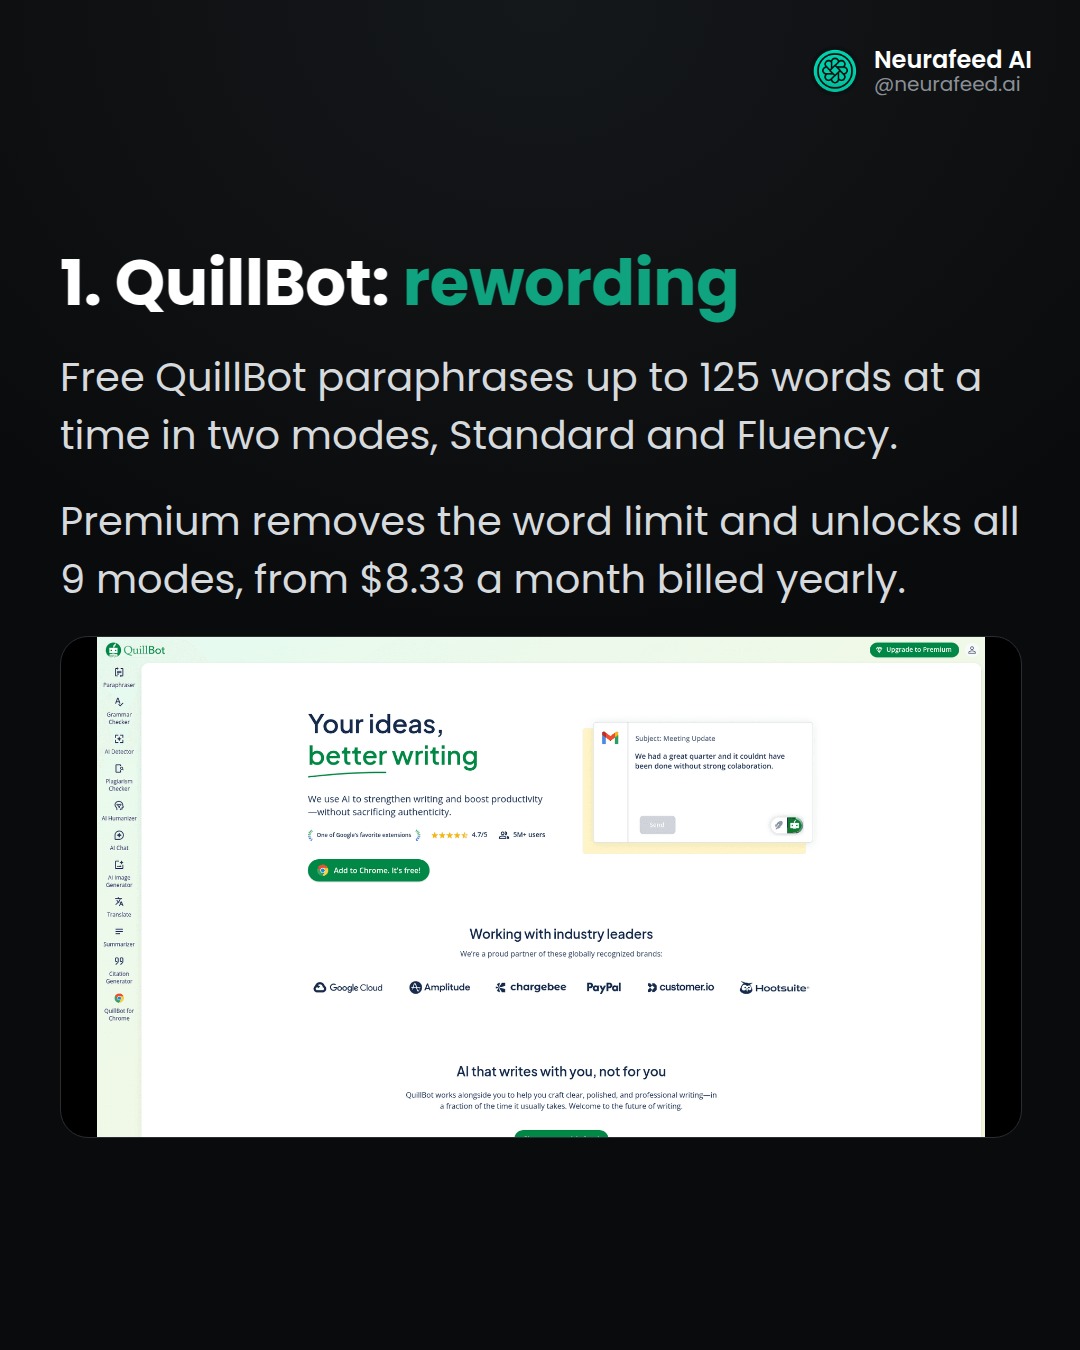 Neurafeed AI
@neurafeed.ai
1. QuillBot: rewording
Free QuillBot paraphrases up to 125 words at a
time in two modes, Standard and Fluency.
Premium removes the word limit and unlocks all
9 modes, from $8.33 a month billed yearly.
QuillBot
Upgrade to Premium
Paraphraser
Grammar
Checker
AI Detector
Plagiarism
Checker
AI Humanizer
AI Chat
AI Image
Generator
Translate
Summarizer
Citation
Generator
QuillBot for
Chrome
Your ideas,
better writing
We use AI to strengthen writing and boost productivity
—without sacrificing authenticity.
One of Google's favorite extensions
4.7/5
5M+ users
Add to Chrome. It's free!
Subject: Meeting Update
We had a great quarter and it couldnt have
been done without strong colaboration.
Send
Working with industry leaders
We're a proud partner of these globally recognized brands:
Google Cloud
Amplitude
chargebee
PayPal
customer.io
Hootsuite
AI that writes with you, not for you
QuillBot works alongside you to help you craft clear, polished, and professional writing—in
a fraction of the time it usually takes. Welcome to the future of writing.